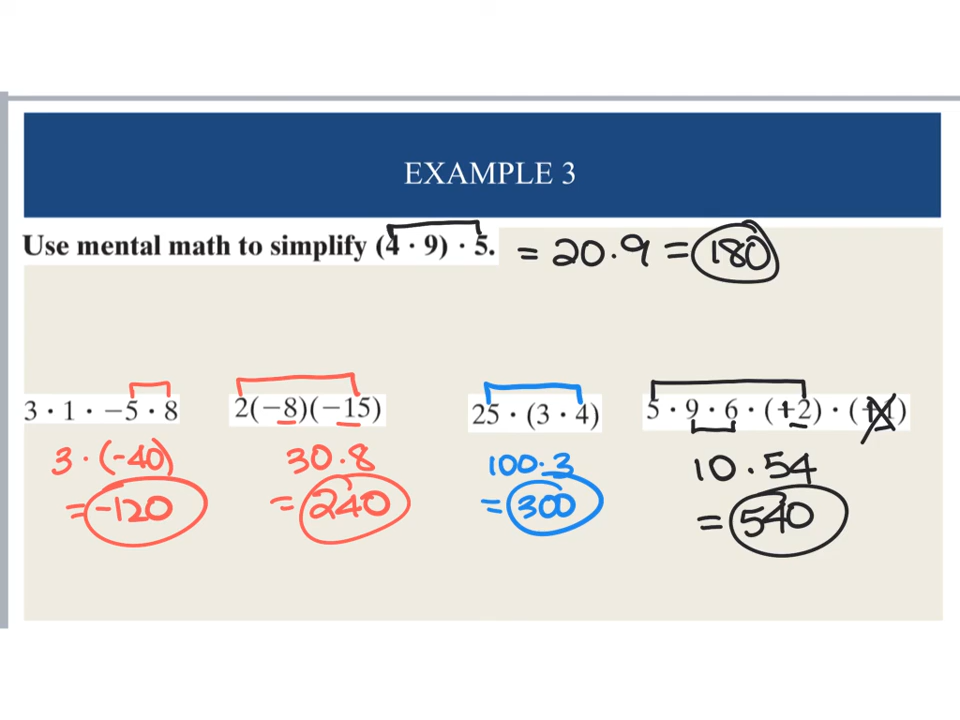 EXAMPLE 3
Use mental math to simplify (4 · 9) · 5. = 20 · 9 = 180
3 · 1 · −5 · 8 2(−8)(−15) 25 · (3 · 4) 5 · 9 · 6 · (+2) · (+1)
3 · (-40) 30 · 8 100 · 3 10 · 54
= -120 = 240 = 300 = 540